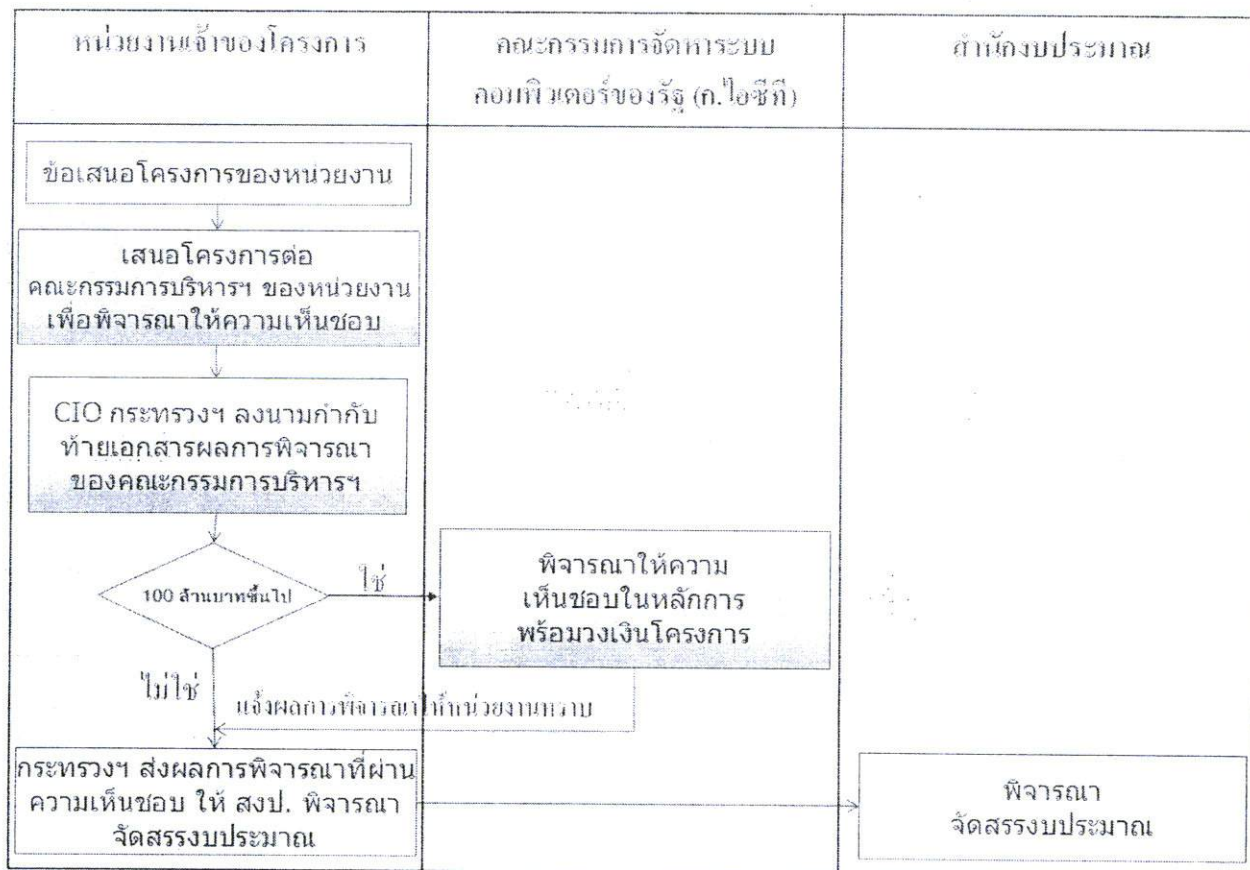 หน่วยงานเจ้าของโครงการ
คณะกรรมการจัดหาระบบ
คอมพิวเตอร์ของรัฐ (ก.ไอซีที)
สำนักงบประมาณ
ข้อเสนอโครงการของหน่วยงาน
เสนอโครงการต่อ
คณะกรรมการบริหารฯ ของหน่วยงาน
เพื่อพิจารณาให้ความเห็นชอบ
CIO กระทรวงฯ ลงนามกำกับ
ท้ายเอกสารผลการพิจารณา
ของคณะกรรมการบริหารฯ
100 ล้านบาทขึ้นไป
ใช่
พิจารณาให้ความ
เห็นชอบในหลักการ
พร้อมวงเงินโครงการ
ไม่ใช่
แจ้งผลการพิจารณาให้หน่วยงานทราบ
กระทรวงฯ ส่งผลการพิจารณาที่ผ่าน
ความเห็นชอบ ให้ สงป. พิจารณา
จัดสรรงบประมาณ
พิจารณา
จัดสรรงบประมาณ